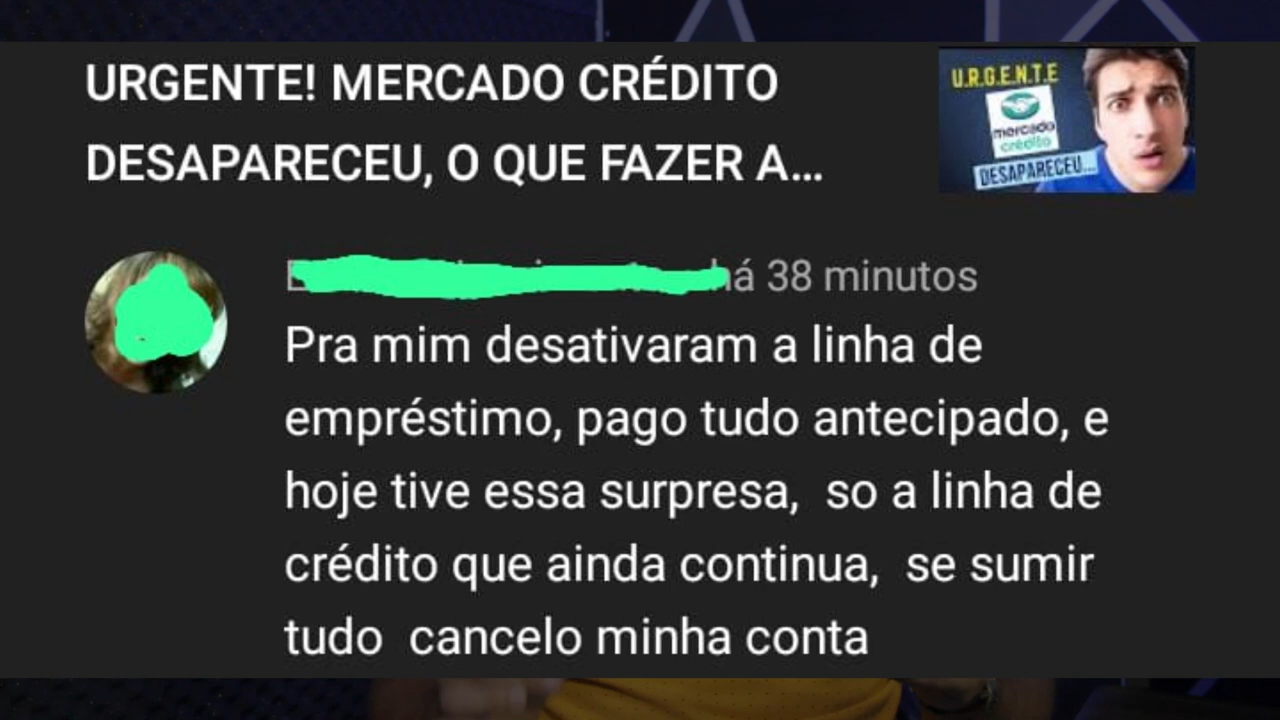 URGENTE! MERCADO CRÉDITO
DESAPARECEU, O QUE FAZER A...
U.R.G.E.N.T.E
mercado
crédito
DESAPARECEU...
há 38 minutos
Pra mim desativaram a linha de
empréstimo, pago tudo antecipado, e
hoje tive essa surpresa,  so a linha de
crédito que ainda continua,  se sumir
tudo  cancelo minha conta